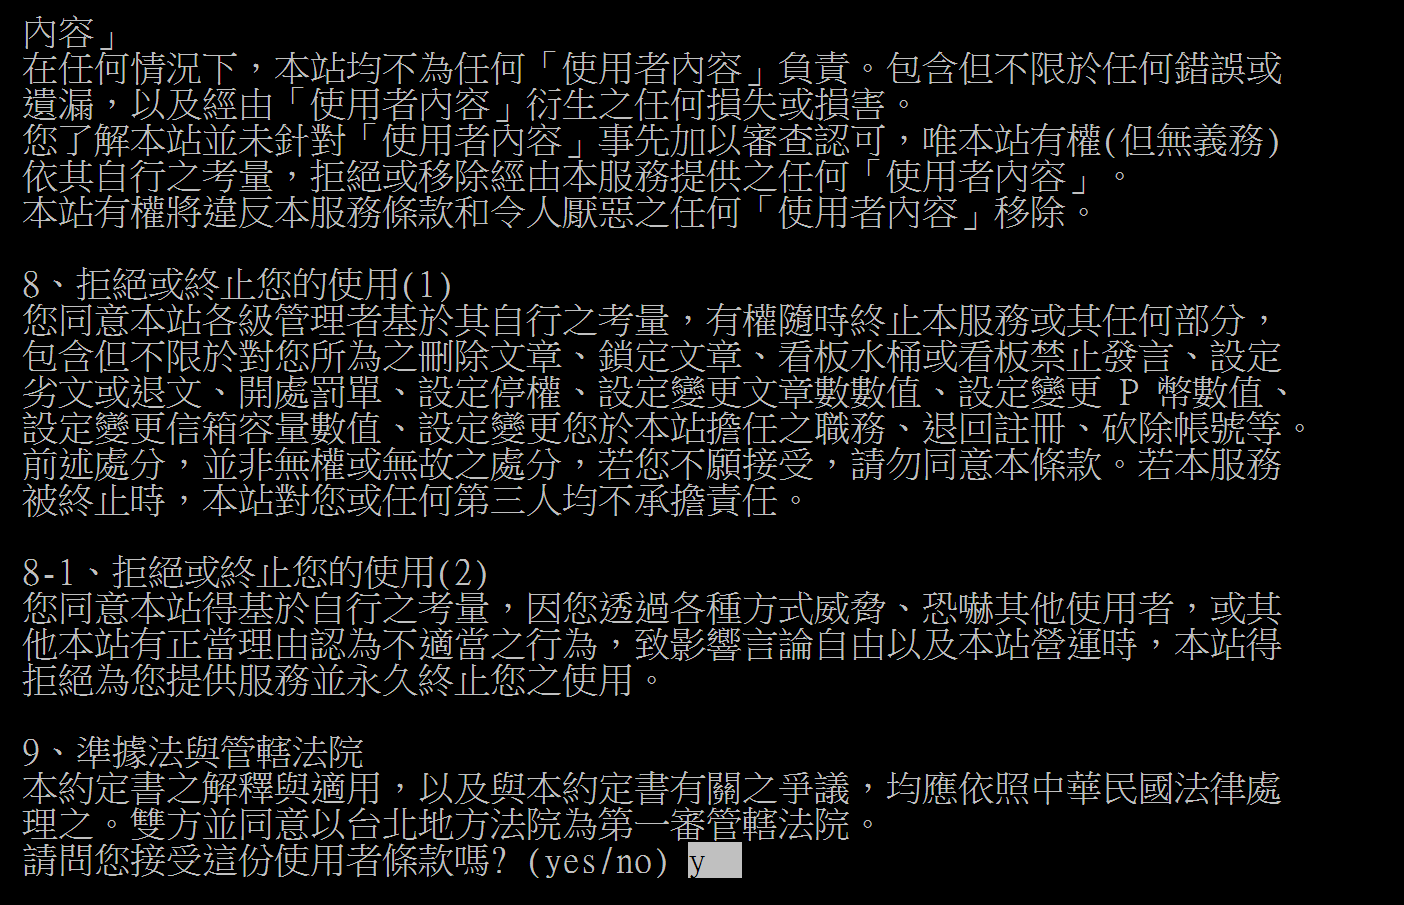 內容」
在任何情況下，本站均不為任何「使用者內容」負責。包含但不限於任何錯誤或
遺漏，以及經由「使用者內容」衍生之任何損失或損害。
您了解本站並未針對「使用者內容」事先加以審查認可，唯本站有權(但無義務)
依其自行之考量，拒絕或移除經由本服務提供之任何「使用者內容」。
本站有權將違反本服務條款和令人厭惡之任何「使用者內容」移除。
8、拒絕或終止您的使用(1)
您同意本站各級管理者基於其自行之考量，有權隨時終止本服務或其任何部分，
包含但不限於對您所為之刪除文章、鎖定文章、看板水桶或看板禁止發言、設定
劣文或退文、開處罰單、設定停權、設定變更文章數數值、設定變更 P 幣數值、
設定變更信箱容量數值、設定變更您於本站擔任之職務、退回註冊、砍除帳號等。
前述處分，並非無權或無故之處分，若您不願接受，請勿同意本條款。若本服務
被終止時，本站對您或任何第三人均不承擔責任。
8-1、拒絕或終止您的使用(2)
您同意本站得基於自行之考量，因您透過各種方式威脅、恐嚇其他使用者，或其
他本站有正當理由認為不適當之行為，致影響言論自由以及本站營運時，本站得
拒絕為您提供服務並永久終止您之使用。
9、準據法與管轄法院
本約定書之解釋與適用，以及與本約定書有關之爭議，均應依照中華民國法律處
理之。雙方並同意以台北地方法院為第一審管轄法院。
請問您接受這份使用者條款嗎? (yes/no) y